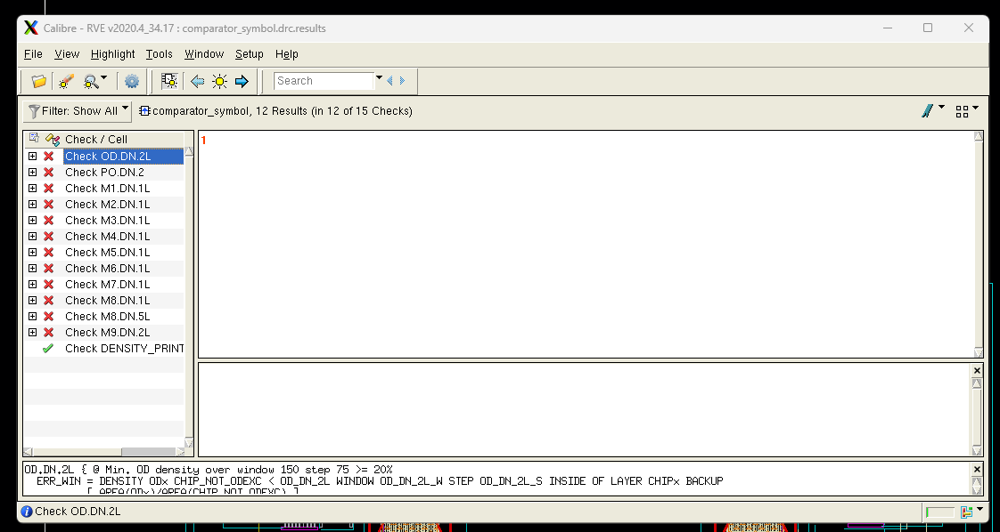 Calibre - RVE v2020.4_34.17 : comparator_symbol.drc.results
File View Highlight Tools Window Setup Help
Search
Filter: Show All
comparator_symbol, 12 Results (in 12 of 15 Checks)
Check / Cell
1
Check OD.DN.2L
Check PO.DN.2
Check M1.DN.1L
Check M2.DN.1L
Check M3.DN.1L
Check M4.DN.1L
Check M5.DN.1L
Check M6.DN.1L
Check M7.DN.1L
Check M8.DN.1L
Check M8.DN.5L
Check M9.DN.2L
Check DENSITY_PRINT
OD.DN.2L { @ Min. OD density over window 150 step 75 >= 20%
ERR_WIN = DENSITY ODx CHIP_NOT_ODEXC < OD_DN_2L WINDOW OD_DN_2L_W STEP OD_DN_2L_S INSIDE OF LAYER CHIPx BACKUP
[ AREA(ODx)/AREA(CHIP_NOT_ODEXC) ]
Check OD.DN.2L